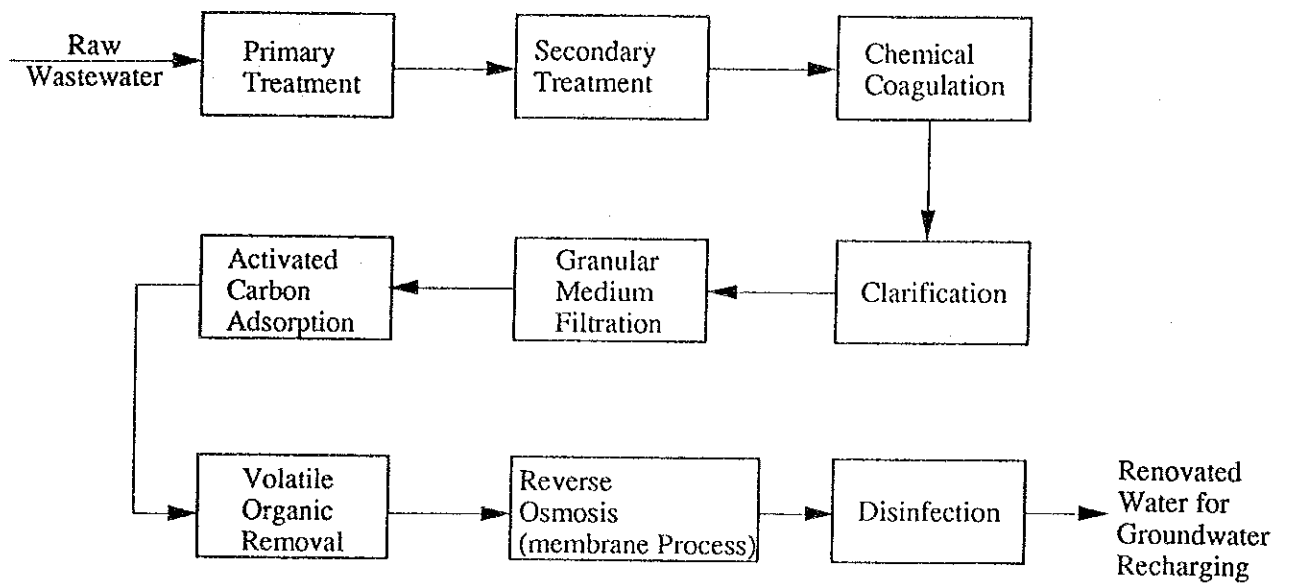 Raw
Wastewater
Primary
Treatment
Secondary
Treatment
Chemical
Coagulation
Activated
Carbon
Adsorption
Granular
Medium
Filtration
Clarification
Volatile
Organic
Removal
Reverse
Osmosis
(membrane Process)
Disinfection
Renovated
Water for
Groundwater
Recharging